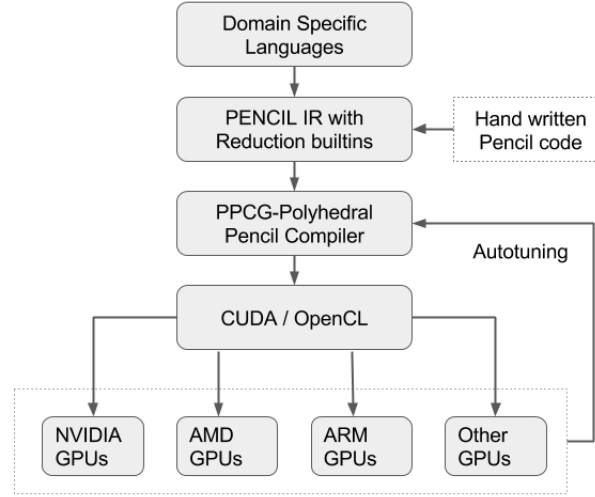 Domain Specific
Languages
PENCIL IR with
Reduction builtins
Hand written
Pencil code
PPCG-Polyhedral
Pencil Compiler
Autotuning
CUDA / OpenCL
NVIDIA
GPUs
AMD
GPUs
ARM
GPUs
Other
GPUs